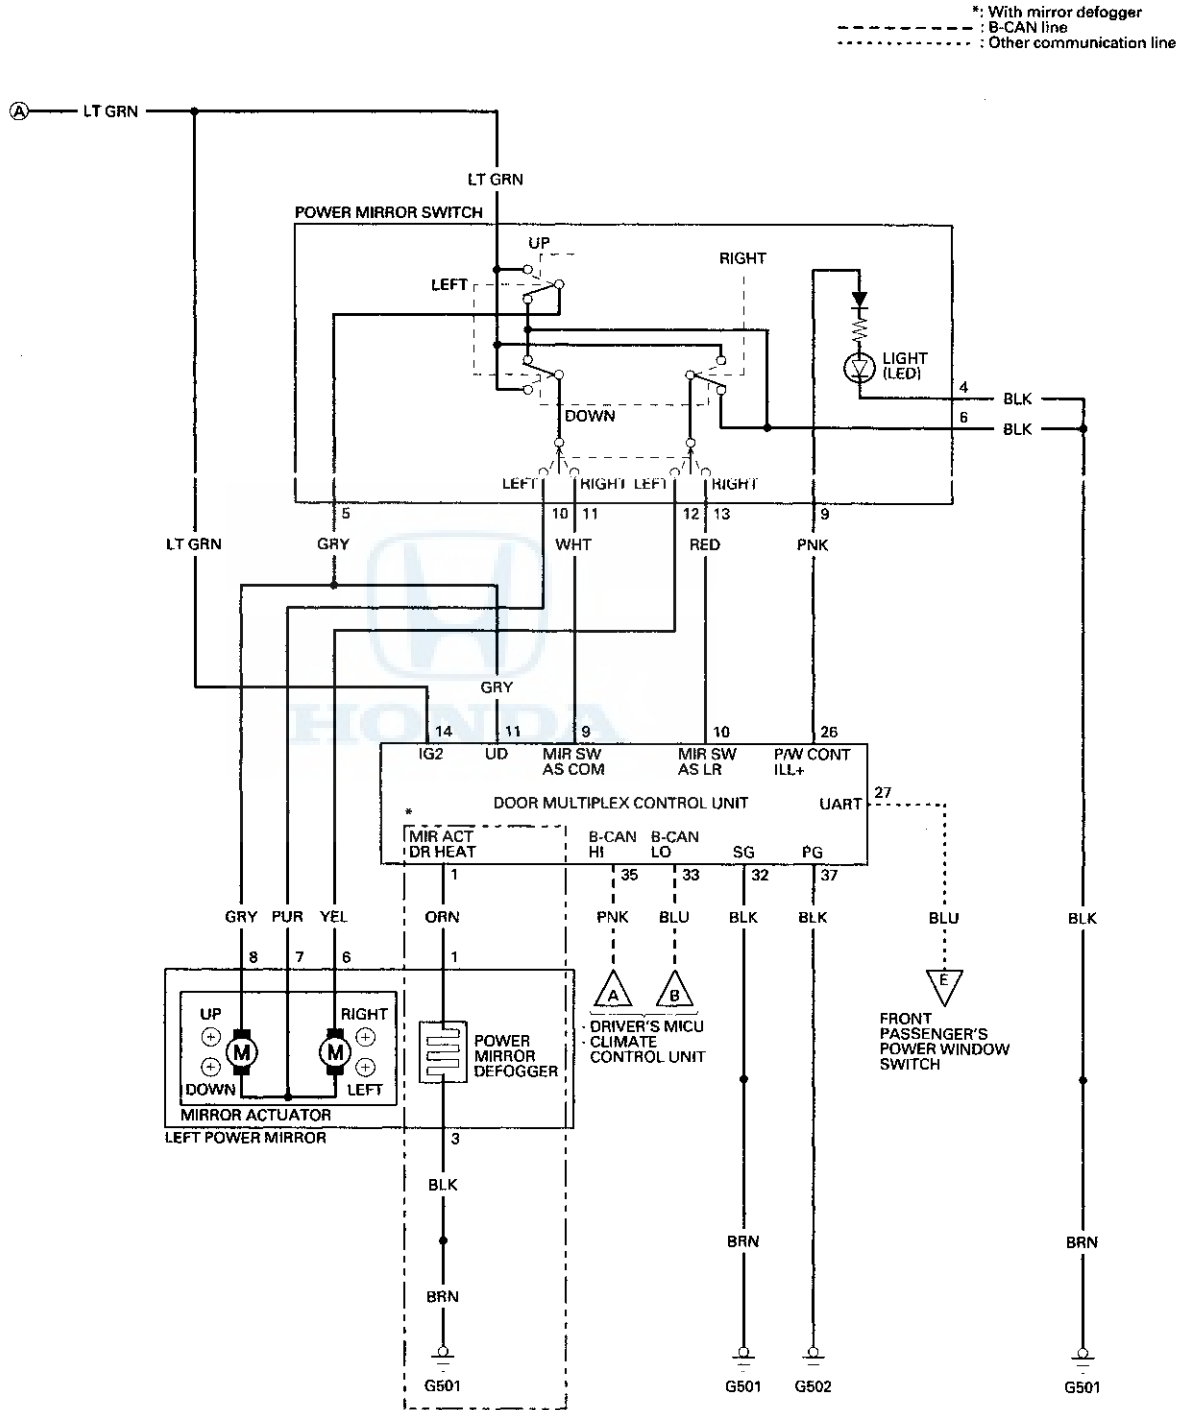 *: With mirror defogger
: B-CAN line
: Other communication line
A LT GRN
LT GRN
POWER MIRROR SWITCH
UP
RIGHT
LEFT
LIGHT
(LED)
4 BLK
6 BLK
DOWN
LEFT RIGHT LEFT RIGHT
5 10 11 12 13 9
LT GRN GRY WHT RED PNK
GRY
HONDA
14 11 9 10 26
IG2 UD MIR SW MIR SW P/W CONT
AS COM AS LR ILL+
27
DOOR MULTIPLEX CONTROL UNIT UART
*
MIR ACT B-CAN B-CAN
DR HEAT HI LO SG PG
1 35 33 32 37
GRY PUR YEL ORN PNK BLU BLK BLK BLU BLK
8 7 6 1
A B E
UP RIGHT
+ + 
M M
+ +
DOWN LEFT
MIRROR ACTUATOR
LEFT POWER MIRROR
POWER
MIRROR
DEFOGGER
· DRIVER'S MICU
· CLIMATE
CONTROL UNIT
FRONT
PASSENGER'S
POWER WINDOW
SWITCH
3
BLK
BRN BRN
BRN
G501 G501 G502 G501